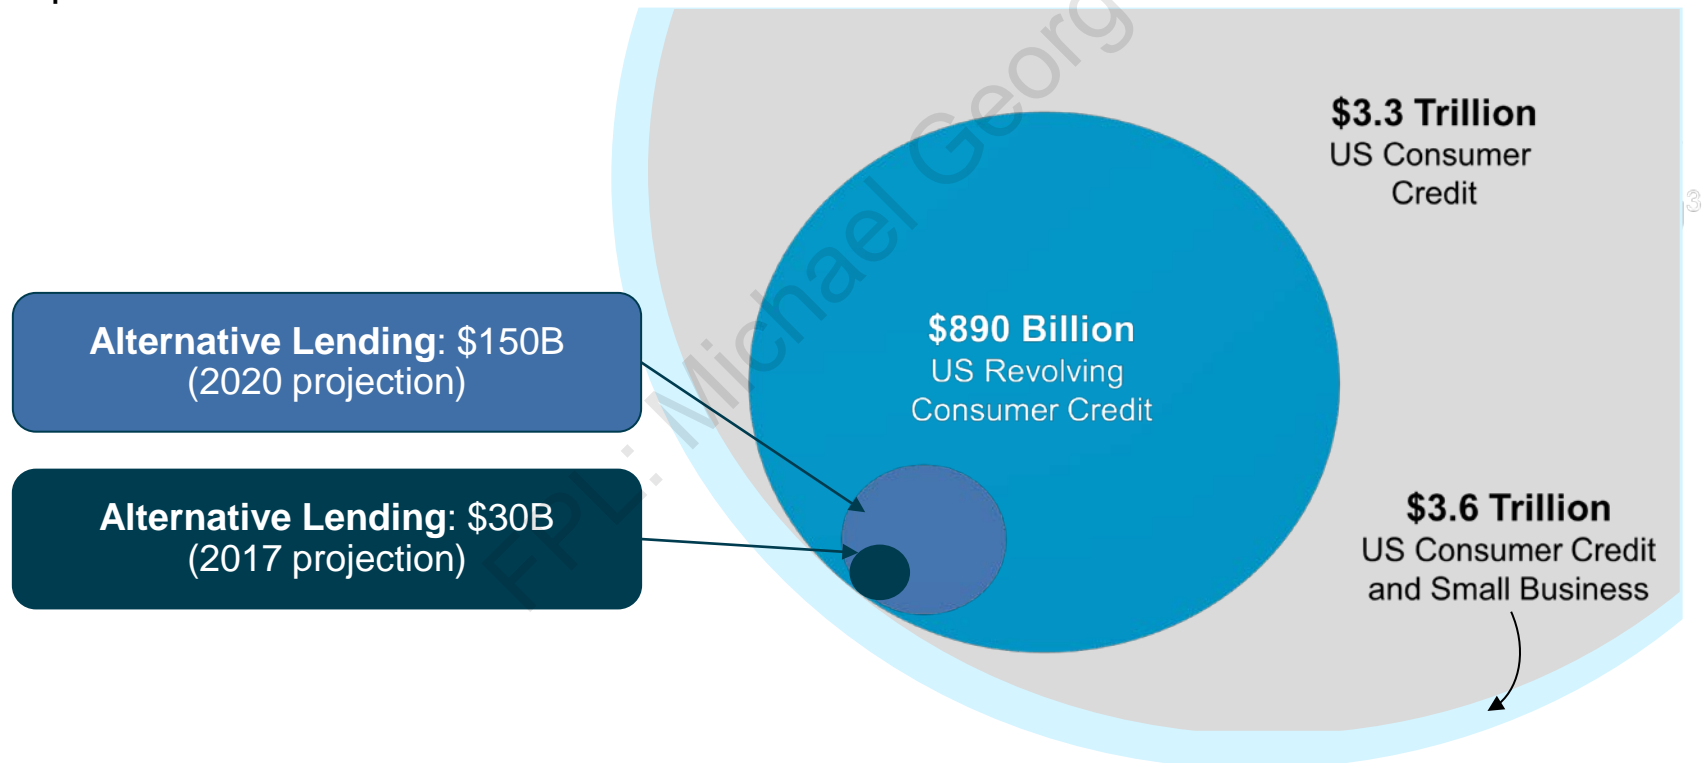 $3.3 Trillion
US Consumer
Credit
3
Alternative Lending: $150B
(2020 projection)
$890 Billion
US Revolving
Consumer Credit
Alternative Lending: $30B
(2017 projection)
$3.6 Trillion
US Consumer Credit
and Small Business
FPL: Michael Georg